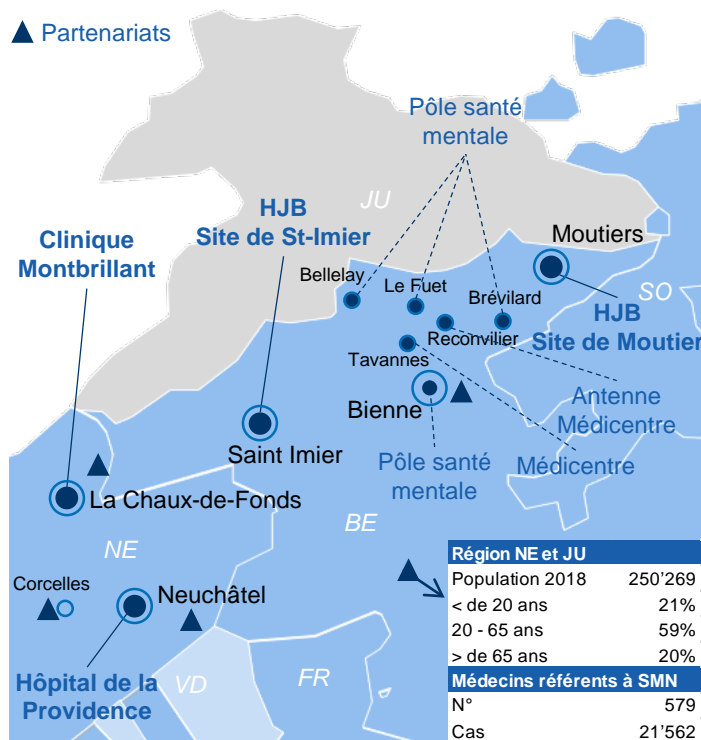 Partenariats
Pôle santé
mentale
JU
HJB
Site de St-Imier
Clinique
Montbrillant
Moutiers
Bellelay
Le Fuet
Brévilard
SO
HJB
Site de Moutier
Reconvilier
Tavannes
Antenne
Médicentre
Bienne
Saint Imier
Pôle santé
mentale
Médicentre
La Chaux-de-Fonds
BE
NE
Corcelles
Neuchâtel
Hôpital de la
Providence
VD
FR
Région NE et JU
Population 2018 250'269
< de 20 ans 21%
20 - 65 ans 59%
> de 65 ans 20%
Médecins référents à SMN
N° 579
Cas 21'562